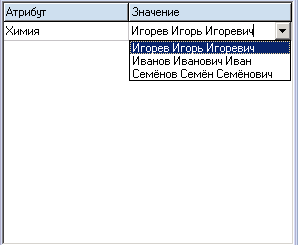 Атрибут Значение
Химия Игорев Игорь Игоревич
Игорев Игорь Игоревич
Иванов Иванович Иван
Семёнов Семён Семёнович